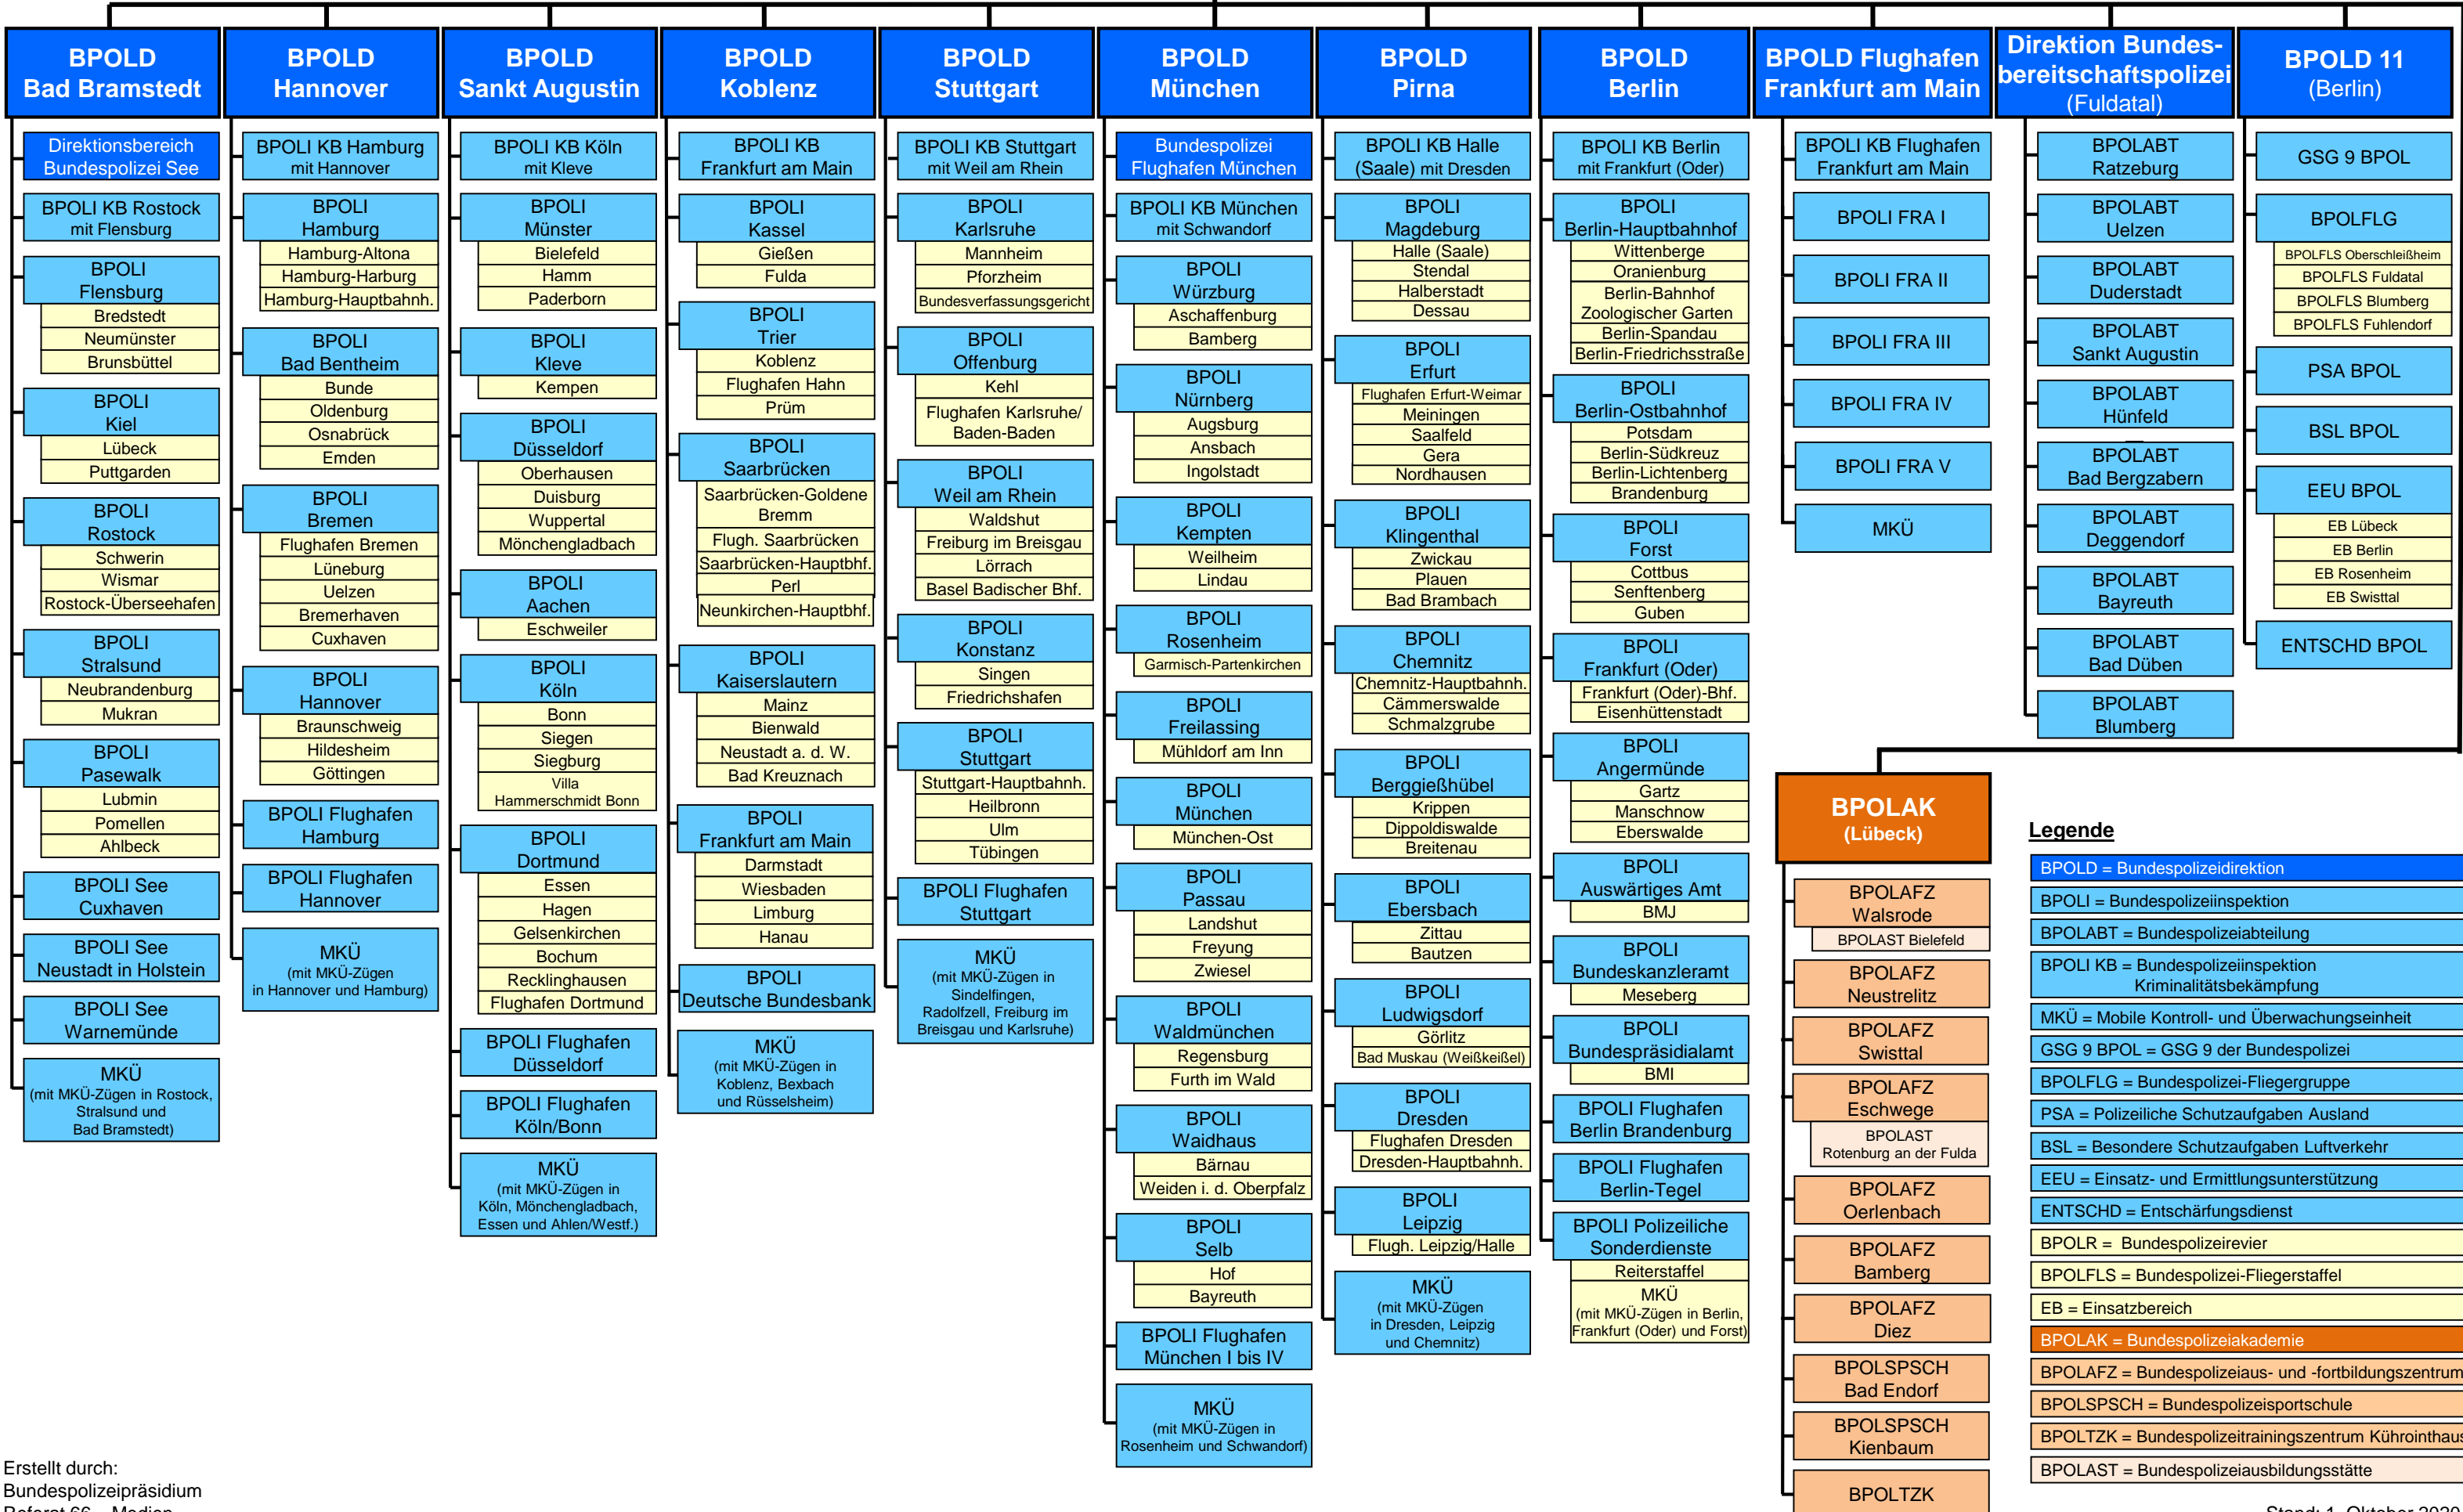 BPOLD
Bad Bramstedt
Direktionsbereich
Bundespolizei See
BPOLI KB Rostock
mit Flensburg
BPOLI
Flensburg
Bredstedt
Neumünster
Brunsbüttel
BPOLI
Kiel
Lübeck
Puttgarden
BPOLI
Rostock
Schwerin
Wismar
Rostock-Überseehafen
BPOLI
Stralsund
Neubrandenburg
Mukran
BPOLI
Pasewalk
Lubmin
Pomellen
Ahlbeck
BPOLI See
Cuxhaven
BPOLI See
Neustadt in Holstein
BPOLI See
Warnemünde
MKÜ
(mit MKÜ-Zügen in Rostock,
Stralsund und
Bad Bramstedt)
BPOLD
Hannover
BPOLI KB Hamburg
mit Hannover
BPOLI
Hamburg
Hamburg-Altona
Hamburg-Harburg
Hamburg-Hauptbahnh.
BPOLI
Bad Bentheim
Bunde
Oldenburg
Osnabrück
Emden
BPOLI
Bremen
Flughafen Bremen
Lüneburg
Uelzen
Bremerhaven
Cuxhaven
BPOLI
Hannover
Braunschweig
Hildesheim
Göttingen
BPOLI Flughafen
Hamburg
BPOLI Flughafen
Hannover
MKÜ
(mit MKÜ-Zügen
in Hannover und Hamburg)
BPOLD
Sankt Augustin
BPOLI KB Köln
mit Kleve
BPOLI
Münster
Bielefeld
Hamm
Paderborn
BPOLI
Kleve
Kempen
BPOLI
Düsseldorf
Oberhausen
Duisburg
Wuppertal
Mönchengladbach
BPOLI
Aachen
Eschweiler
BPOLI
Köln
Bonn
Siegen
Siegburg
Villa
Hammerschmidt Bonn
BPOLI
Dortmund
Essen
Hagen
Gelsenkirchen
Bochum
Recklinghausen
Flughafen Dortmund
BPOLI Flughafen
Düsseldorf
BPOLI Flughafen
Köln/Bonn
MKÜ
(mit MKÜ-Zügen in
Köln, Mönchengladbach,
Essen und Ahlen/Westf.)
BPOLD
Koblenz
BPOLI KB
Frankfurt am Main
BPOLI
Kassel
Gießen
Fulda
BPOLI
Trier
Koblenz
Flughafen Hahn
Prüm
BPOLI
Saarbrücken
Saarbrücken-Goldene
Bremm
Flugh. Saarbrücken
Saarbrücken-Hauptbhf.
Perl
Neunkirchen-Hauptbhf.
BPOLI
Kaiserslautern
Mainz
Bienwald
Neustadt a. d. W.
Bad Kreuznach
BPOLI
Frankfurt am Main
Darmstadt
Wiesbaden
Limburg
Hanau
BPOLI
Deutsche Bundesbank
MKÜ
(mit MKÜ-Zügen in
Koblenz, Bexbach
und Rüsselsheim)
BPOLD
Stuttgart
BPOLI KB Stuttgart
mit Weil am Rhein
BPOLI
Karlsruhe
Mannheim
Pforzheim
Bundesverfassungsgericht
BPOLI
Offenburg
Kehl
Flughafen Karlsruhe/
Baden-Baden
BPOLI
Weil am Rhein
Waldshut
Freiburg im Breisgau
Lörrach
Basel Badischer Bhf.
BPOLI
Konstanz
Singen
Friedrichshafen
BPOLI
Stuttgart
Stuttgart-Hauptbahnh.
Heilbronn
Ulm
Tübingen
BPOLI Flughafen
Stuttgart
MKÜ
(mit MKÜ-Zügen in
Sindelfingen,
Radolfzell, Freiburg im
Breisgau und Karlsruhe)
BPOLD
München
Bundespolizei
Flughafen München
BPOLI KB München
mit Schwandorf
BPOLI
Würzburg
Aschaffenburg
Bamberg
BPOLI
Nürnberg
Augsburg
Ansbach
Ingolstadt
BPOLI
Kempten
Weilheim
Lindau
BPOLI
Rosenheim
Garmisch-Partenkirchen
BPOLI
Freilassing
Mühldorf am Inn
BPOLI
München
München-Ost
BPOLI
Passau
Landshut
Freyung
Zwiesel
BPOLI
Waldmünchen
Regensburg
Furth im Wald
BPOLI
Waidhaus
Bärnau
Weiden i. d. Oberpfalz
BPOLI
Selb
Hof
Bayreuth
BPOLI Flughafen
München I bis IV
MKÜ
(mit MKÜ-Zügen in
Rosenheim und Schwandorf)
BPOLD
Pirna
BPOLI KB Halle
(Saale) mit Dresden
BPOLI
Magdeburg
Halle (Saale)
Stendal
Halberstadt
Dessau
BPOLI
Erfurt
Flughafen Erfurt-Weimar
Meiningen
Saalfeld
Gera
Nordhausen
BPOLI
Klingenthal
Zwickau
Plauen
Bad Brambach
BPOLI
Chemnitz
Chemnitz-Hauptbahnh.
Cämmerswalde
Schmalzgrube
BPOLI
Berggießhübel
Krippen
Dippoldiswalde
Breitenau
BPOLI
Ebersbach
Zittau
Bautzen
BPOLI
Ludwigsdorf
Görlitz
Bad Muskau (Weißkeißel)
BPOLI
Dresden
Flughafen Dresden
Dresden-Hauptbahnh.
BPOLI
Leipzig
Flugh. Leipzig/Halle
MKÜ
(mit MKÜ-Zügen
in Dresden, Leipzig
und Chemnitz)
BPOLD
Berlin
BPOLI KB Berlin
mit Frankfurt (Oder)
BPOLI
Berlin-Hauptbahnhof
Wittenberge
Oranienburg
Berlin-Bahnhof
Zoologischer Garten
Berlin-Spandau
Berlin-Friedrichsstraße
BPOLI
Berlin-Ostbahnhof
Potsdam
Berlin-Südkreuz
Berlin-Lichtenberg
Brandenburg
BPOLI
Forst
Cottbus
Senftenberg
Guben
BPOLI
Frankfurt (Oder)
Frankfurt (Oder)-Bhf.
Eisenhüttenstadt
BPOLI
Angermünde
Gartz
Manschnow
Eberswalde
BPOLI
Auswärtiges Amt
BMJ
BPOLI
Bundeskanzleramt
Meseberg
BPOLI
Bundespräsidialamt
BMI
BPOLI Flughafen
Berlin Brandenburg
BPOLI Flughafen
Berlin-Tegel
BPOLI Polizeiliche
Sonderdienste
Reiterstaffel
MKÜ
(mit MKÜ-Zügen in Berlin,
Frankfurt (Oder) und Forst)
BPOLD Flughafen
Frankfurt am Main
BPOLI KB Flughafen
Frankfurt am Main
BPOLI FRA I
BPOLI FRA II
BPOLI FRA III
BPOLI FRA IV
BPOLI FRA V
MKÜ
Direktion Bundes-
bereitschaftspolizei
(Fuldatal)
BPOLABT
Ratzeburg
BPOLABT
Uelzen
BPOLABT
Duderstadt
BPOLABT
Sankt Augustin
BPOLABT
Hünfeld
BPOLABT
Bad Bergzabern
BPOLABT
Deggendorf
BPOLABT
Bayreuth
BPOLABT
Bad Düben
BPOLABT
Blumberg
BPOLD 11
(Berlin)
GSG 9 BPOL
BPOLFLG
BPOLFLS Oberschleißheim
BPOLFLS Fuldatal
BPOLFLS Blumberg
BPOLFLS Fuhlendorf
PSA BPOL
BSL BPOL
EEU BPOL
EB Lübeck
EB Berlin
EB Rosenheim
EB Swisttal
ENTSCHD BPOL
BPOLAK
(Lübeck)
BPOLAFZ
Walsrode
BPOLAST Bielefeld
BPOLAFZ
Neustrelitz
BPOLAFZ
Swisttal
BPOLAFZ
Eschwege
BPOLAST
Rotenburg an der Fulda
BPOLAFZ
Oerlenbach
BPOLAFZ
Bamberg
BPOLAFZ
Diez
BPOLSPSCH
Bad Endorf
BPOLSPSCH
Kienbaum
BPOLTZK
Legende
BPOLD = Bundespolizeidirektion
BPOLI = Bundespolizeiinspektion
BPOLABT = Bundespolizeiabteilung
BPOLI KB = Bundespolizeiinspektion
Kriminalitätsbekämpfung
MKÜ = Mobile Kontroll- und Überwachungseinheit
GSG 9 BPOL = GSG 9 der Bundespolizei
BPOLFLG = Bundespolizei-Fliegergruppe
PSA = Polizeiliche Schutzaufgaben Ausland
BSL = Besondere Schutzaufgaben Luftverkehr
EEU = Einsatz- und Ermittlungsunterstützung
ENTSCHD = Entschärfungsdienst
BPOLR = Bundespolizeirevier
BPOLFLS = Bundespolizei-Fliegerstaffel
EB = Einsatzbereich
BPOLAK = Bundespolizeiakademie
BPOLAFZ = Bundespolizeiaus- und -fortbildungszentrum
BPOLSPSCH = Bundespolizeisportschule
BPOLTZK = Bundespolizeitrainingszentrum Kührointhaus
BPOLAST = Bundespolizeiausbildungsstätte
Erstellt durch:
Bundespolizeipräsidium
Referat 66 – Medien
Stand: 1. Oktober 2020